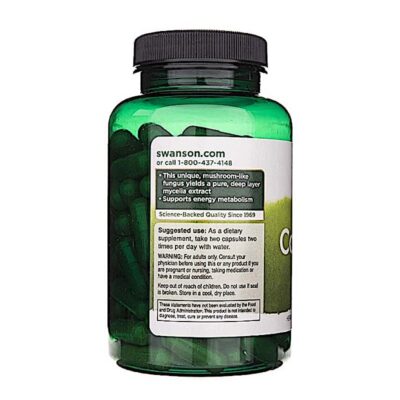 swanson.com
or call 1-800-437-4148
• This unique, mushroom-like
fungus yields a pure, deep layer
mycelia extract
• Supports energy metabolism
Science-Backed Quality Since 1969
Suggested use: As a dietary
supplement, take two capsules two
times per day with water.
WARNING: For adults only. Consult your
physician before using this or any product if you
are pregnant or nursing, taking medication or
have a medical condition.
Keep out of reach of children. Do not use if seal
is broken. Store in a cool, dry place.
These statements have not been evaluated by the Food
and Drug Administration. This product is not intended to
diagnose, treat, cure or prevent any disease.
Co